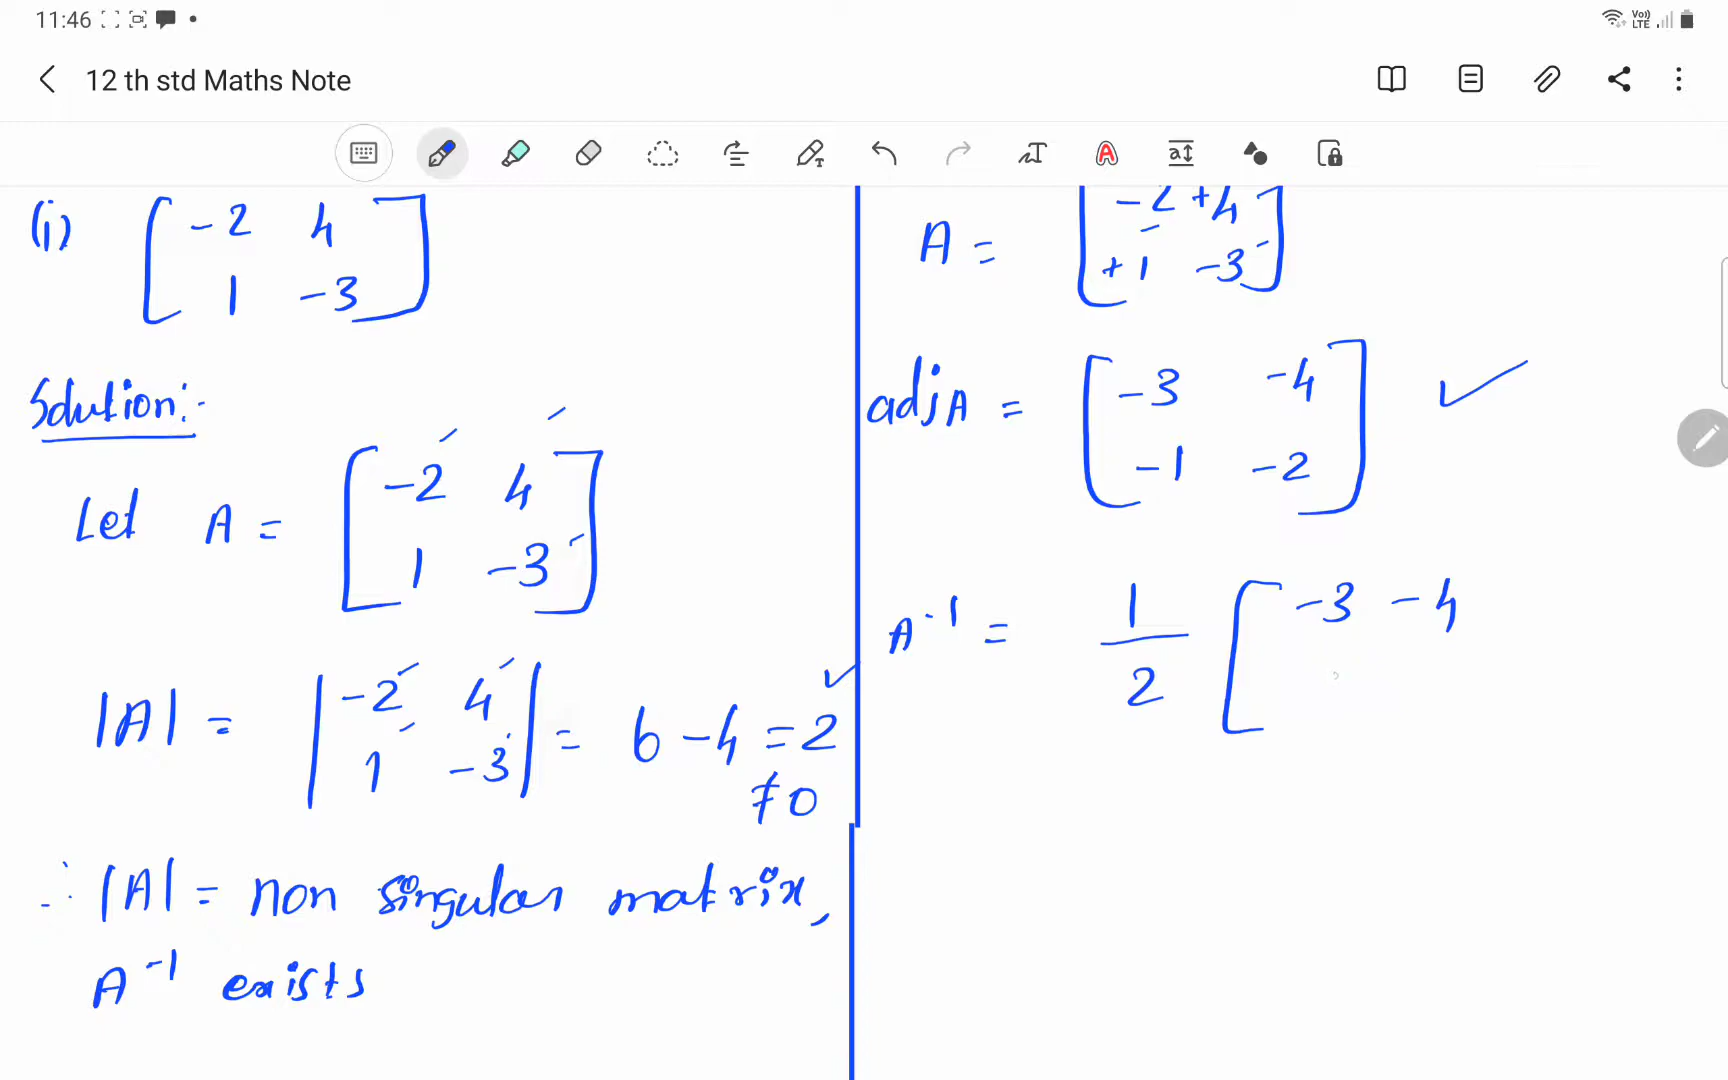 11:46
Vo)) LTE
12 th std Maths Note
(i) [ -2 4
1 -3 ]
Solution:-
Let A = [ -2 4
1 -3 ]
|A| = | -2 4
1 -3 | = 6 - 4 = 2
≠ 0
∴ |A| = non singular matrix,
A⁻¹ exists
A = [ -2 +4
+1 -3 ]
adj A = [ -3 -4
-1 -2 ] ✓
A⁻¹ = 1/2 [ -3 -4